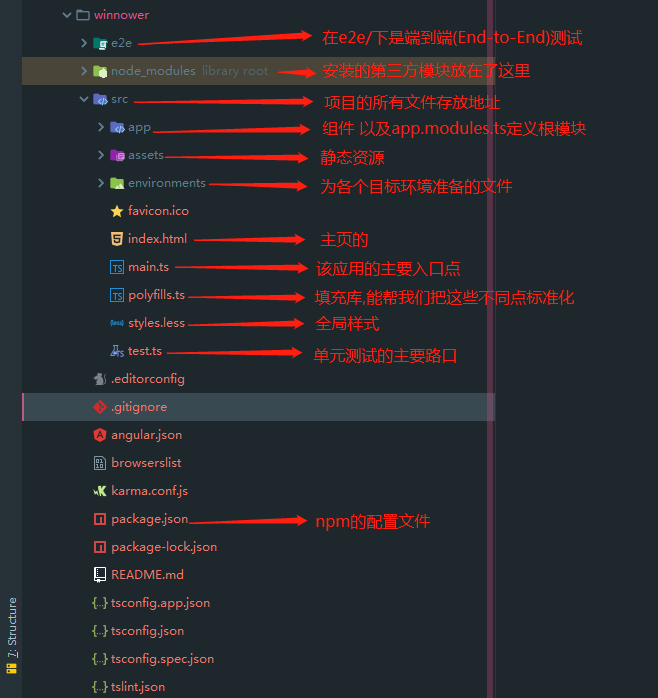 winnower
e2e 在e2e/下是端到端(End-to-End)测试
node_modules library root 安装的第三方模块放在了这里
src 项目的所有文件存放地址
app 组件 以及app.modules.ts定义根模块
assets 静态资源
environments 为各个目标环境准备的文件
favicon.ico
index.html 主页的
main.ts 该应用的主要入口点
polyfills.ts 填充库,能帮我们把这些不同点标准化
styles.less 全局样式
test.ts 单元测试的主要路口
.editorconfig
.gitignore
angular.json
browserslist
karma.conf.js
package.json npm的配置文件
package-lock.json
README.md
tsconfig.app.json
tsconfig.json
tsconfig.spec.json
tslint.json
7: Structure